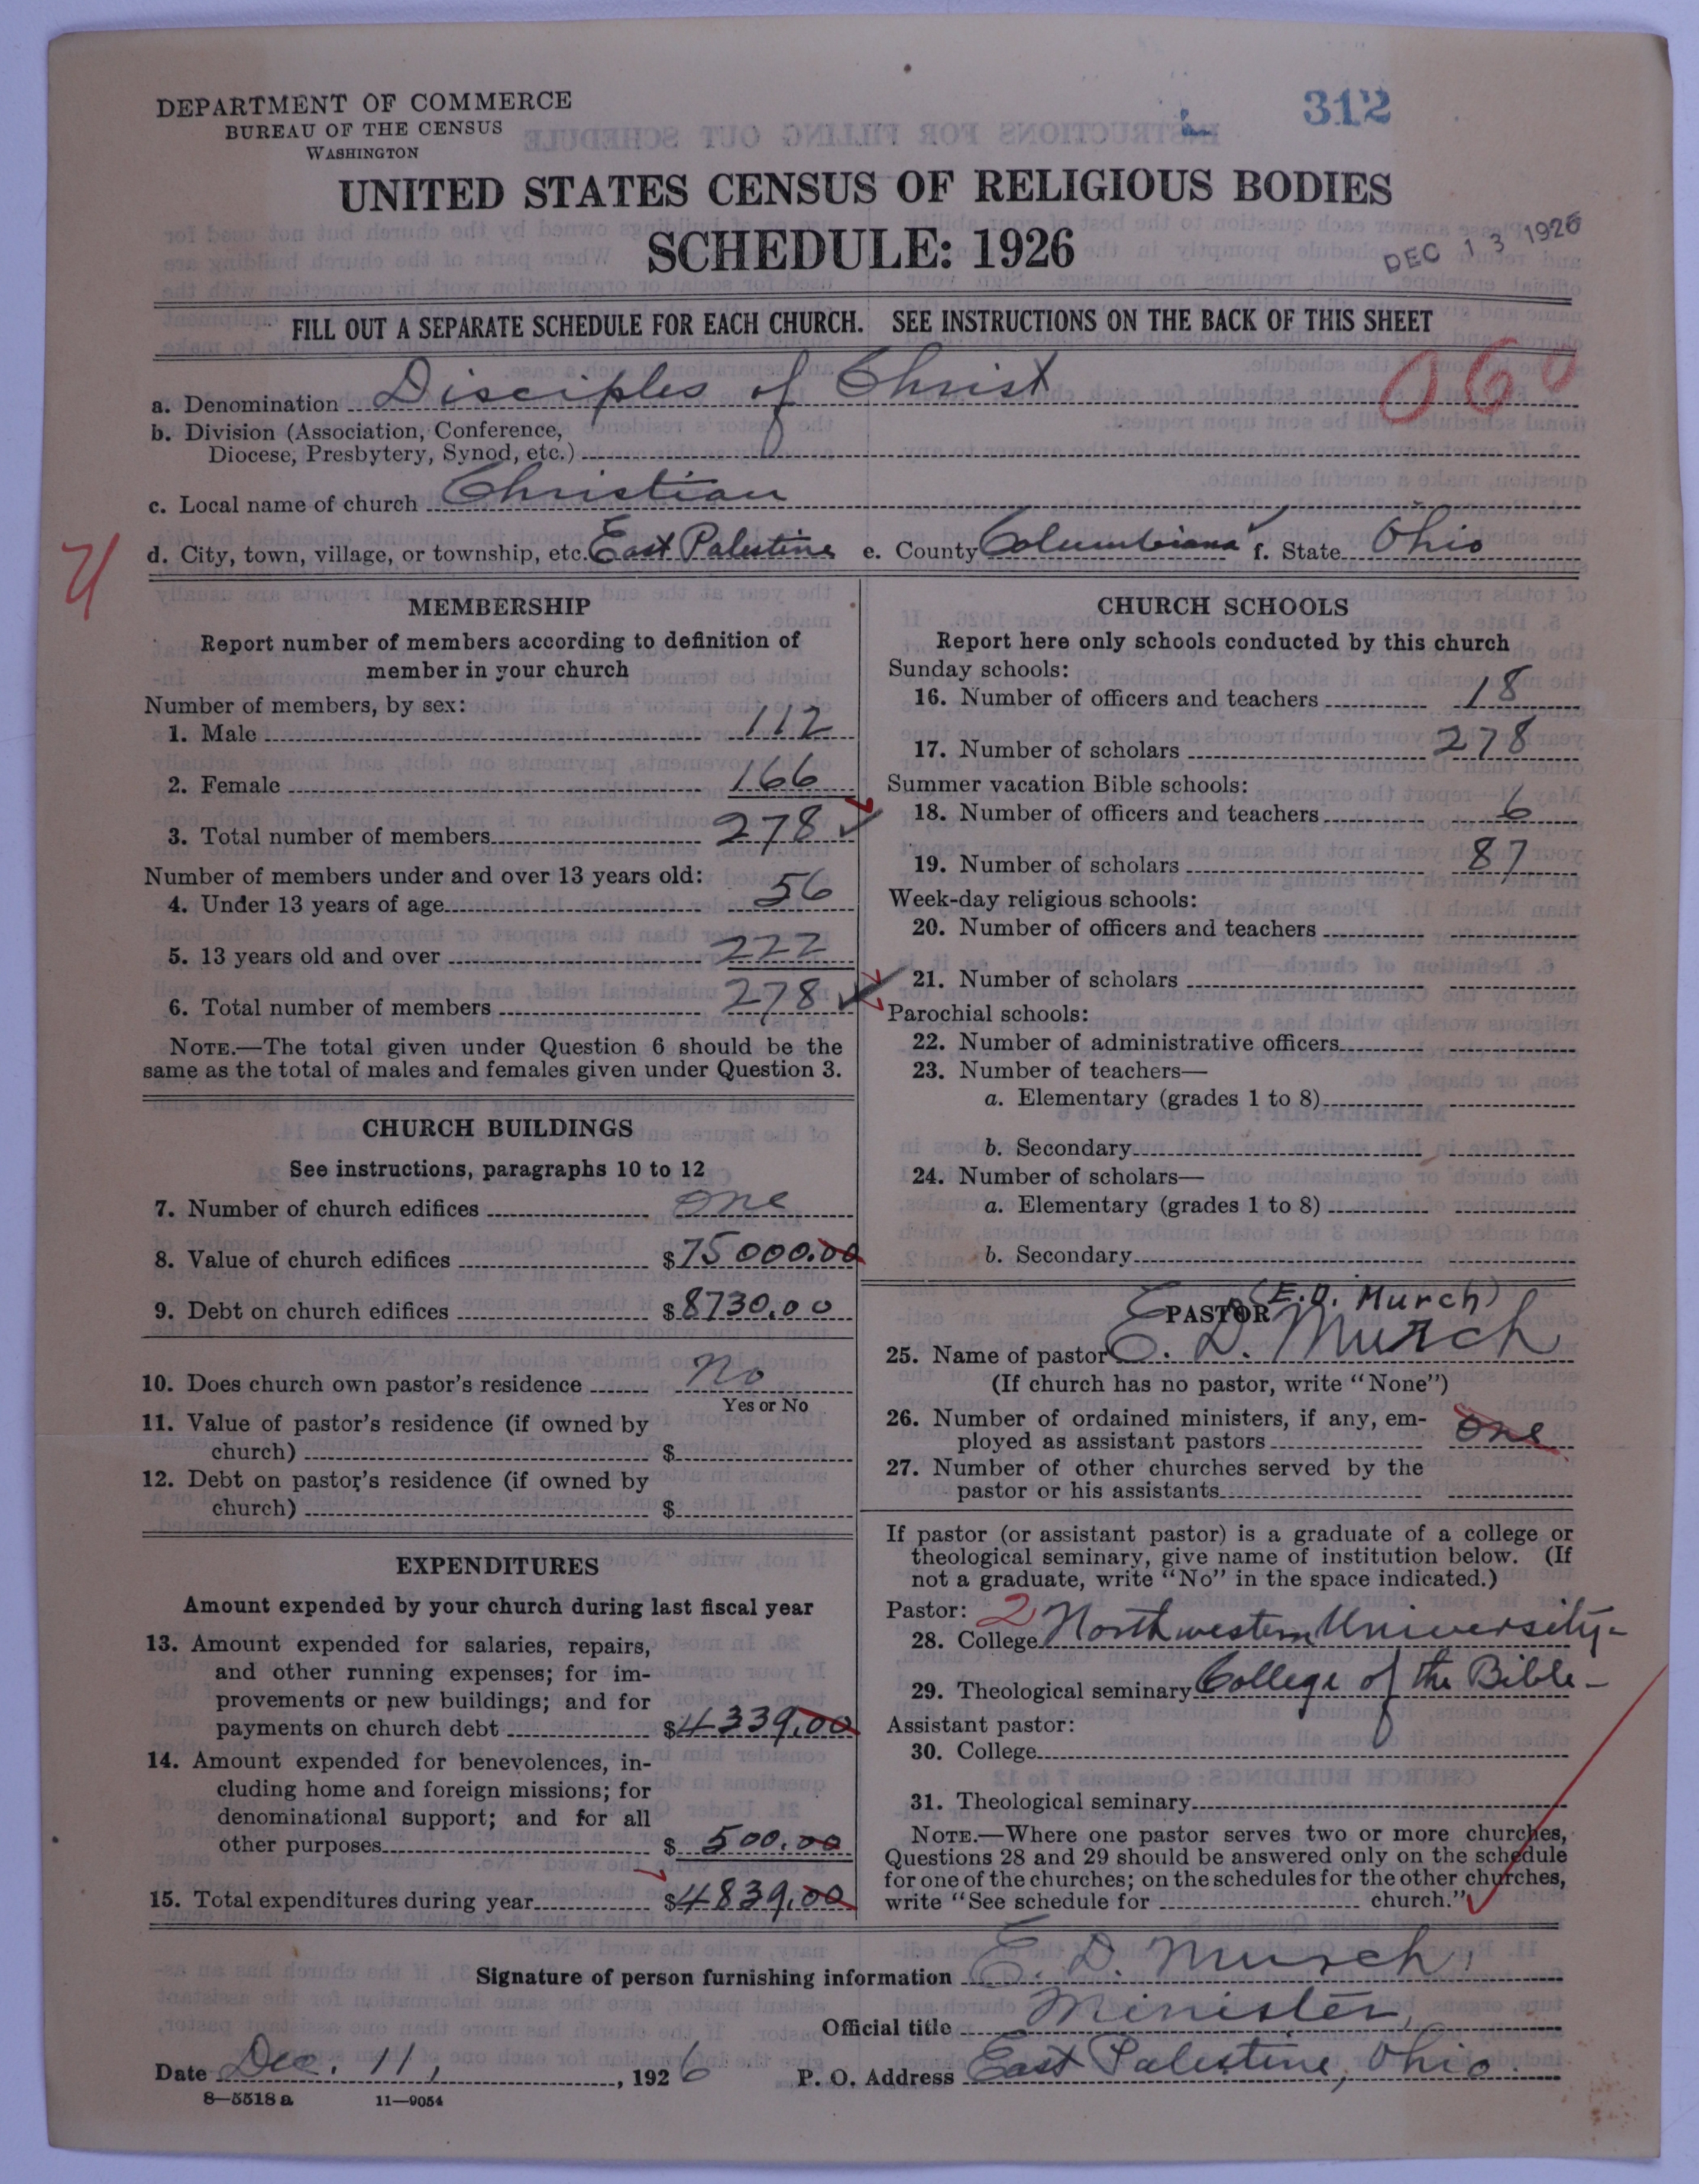 DEPARTMENT OF COMMERCE
BUREAU OF THE CENSUS
WASHINGTON
312
UNITED STATES CENSUS OF RELIGIOUS BODIES
SCHEDULE: 1926
DEC 13 1926
FILL OUT A SEPARATE SCHEDULE FOR EACH CHURCH. SEE INSTRUCTIONS ON THE BACK OF THIS SHEET
060
a. Denomination Disciples of Christ
b. Division (Association, Conference,
Diocese, Presbytery, Synod, etc.)
c. Local name of church Christian
d. City, town, village, or township, etc. East Palestine e. County Columbiana f. State Ohio
MEMBERSHIP
Report number of members according to definition of
member in your church
Number of members, by sex:
1. Male 112
2. Female 166
3. Total number of members 278
Number of members under and over 13 years old:
4. Under 13 years of age 56
5. 13 years old and over 222
6. Total number of members 278
NOTE.—The total given under Question 6 should be the
same as the total of males and females given under Question 3.
CHURCH BUILDINGS
See instructions, paragraphs 10 to 12
7. Number of church edifices one
8. Value of church edifices $75000.00
9. Debt on church edifices $8730.00
10. Does church own pastor's residence No
Yes or No
11. Value of pastor's residence (if owned by
church) $
12. Debt on pastor's residence (if owned by
church) $
EXPENDITURES
Amount expended by your church during last fiscal year
13. Amount expended for salaries, repairs,
and other running expenses; for im-
provements or new buildings; and for
payments on church debt $4339.00
14. Amount expended for benevolences, in-
cluding home and foreign missions; for
denominational support; and for all
other purposes $ 500.00
15. Total expenditures during year $4839.00
CHURCH SCHOOLS
Report here only schools conducted by this church
Sunday schools:
16. Number of officers and teachers 18
17. Number of scholars 278
Summer vacation Bible schools:
18. Number of officers and teachers 6
19. Number of scholars 87
Week-day religious schools:
20. Number of officers and teachers
21. Number of scholars
Parochial schools:
22. Number of administrative officers
23. Number of teachers—
a. Elementary (grades 1 to 8)
b. Secondary
24. Number of scholars—
a. Elementary (grades 1 to 8)
b. Secondary
PASTOR (E.D. Murch)
25. Name of pastor E. D. Murch
(If church has no pastor, write "None")
26. Number of ordained ministers, if any, em-
ployed as assistant pastors one
27. Number of other churches served by the
pastor or his assistants
If pastor (or assistant pastor) is a graduate of a college or
theological seminary, give name of institution below. (If
not a graduate, write "No" in the space indicated.)
Pastor: 2
28. College Northwestern University-
29. Theological seminary College of the Bible-
Assistant pastor:
30. College
31. Theological seminary
NOTE.—Where one pastor serves two or more churches,
Questions 28 and 29 should be answered only on the schedule
for one of the churches; on the schedules for the other churches,
write "See schedule for church."
Signature of person furnishing information E. D. Murch,
Official title Minister,
Date Dec. 11, 1926 P. O. Address East Palestine, Ohio.
8—5518 a 11—9054